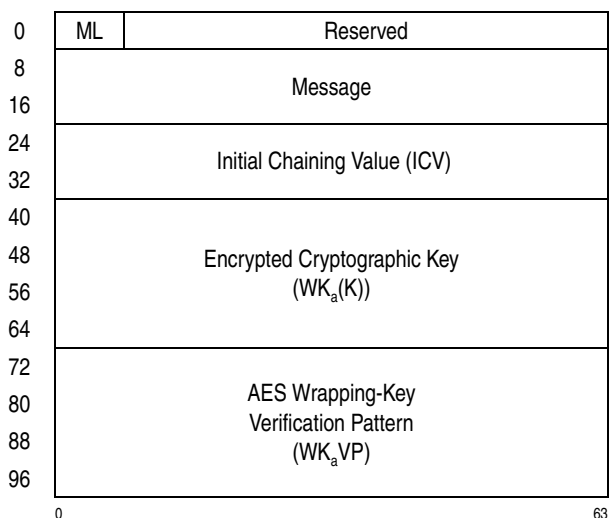 0 ML Reserved
8
Message
16
24
Initial Chaining Value (ICV)
32
40
48 Encrypted Cryptographic Key
56 (WKa(K))
64
72
80 AES Wrapping-Key
Verification Pattern
88 (WKaVP)
96
0 63